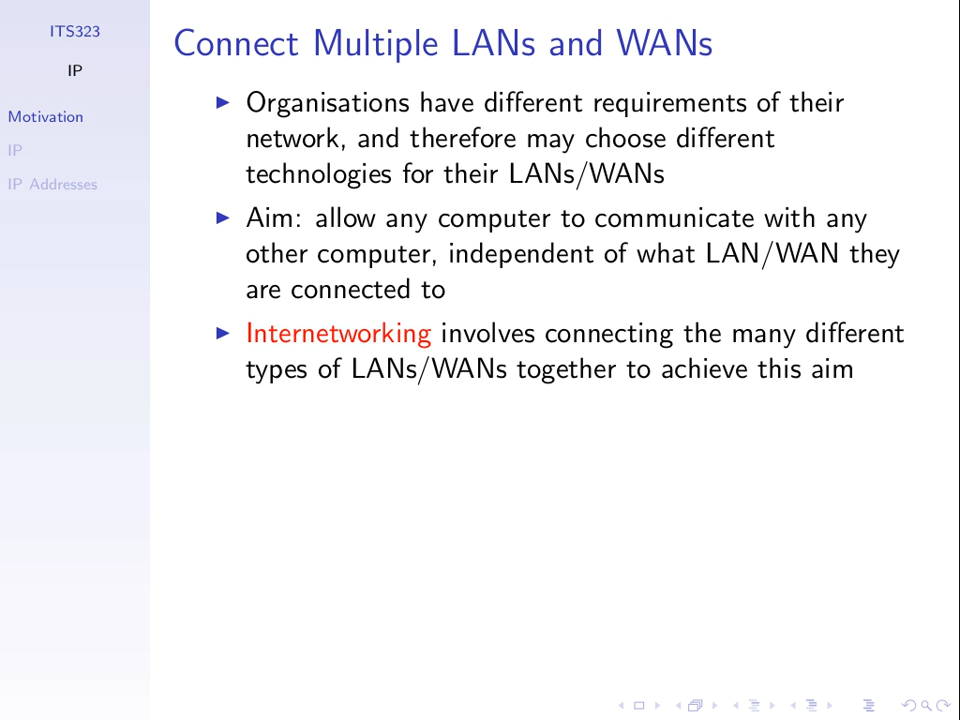 ITS323
IP
Motivation
IP
IP Addresses
Connect Multiple LANs and WANs
Organisations have different requirements of their
network, and therefore may choose different
technologies for their LANs/WANs
Aim: allow any computer to communicate with any
other computer, independent of what LAN/WAN they
are connected to
Internetworking involves connecting the many different
types of LANs/WANs together to achieve this aim